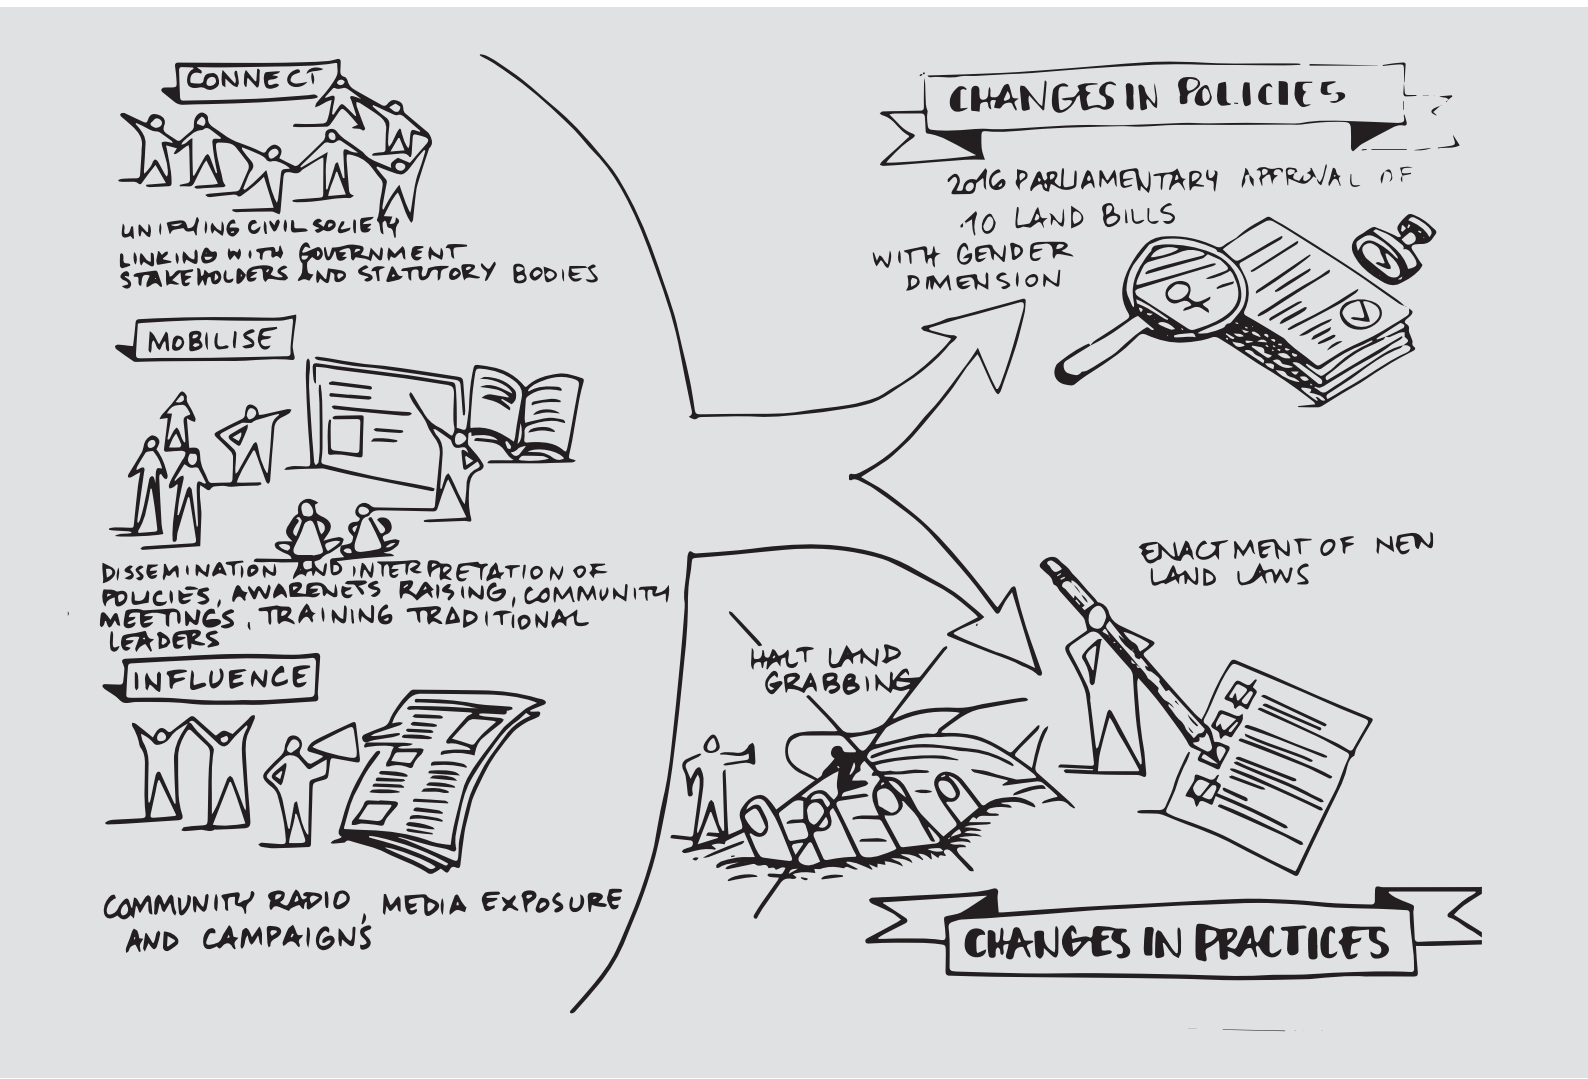 CONNECT
UNIFYING CIVIL SOCIETY
LINKING WITH GOVERNMENT
STAKEHOLDERS AND STATUTORY BODIES
MOBILISE
DISSEMINATION AND INTERPRETATION OF
POLICIES, AWARENETS RAISING, COMMUNITY
MEETINGS, TRAINING TRADITIONAL
LEADERS
INFLUENCE
COMMUNITY RADIO, MEDIA EXPOSURE
AND CAMPAIGNS
CHANGES IN POLICIES
2016 PARLIAMENTARY APPROVAL OF
10 LAND BILLS
WITH GENDER
DIMENSION
ENACTMENT OF NEW
LAND LAWS
HALT LAND
GRABBING
CHANGES IN PRACTICES